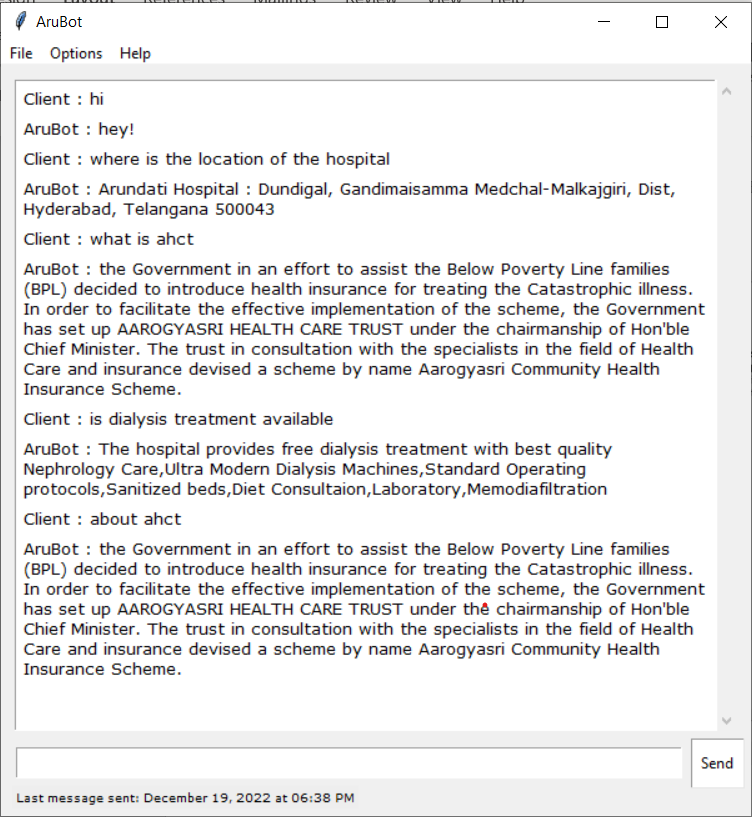 AruBot
File Options Help
Client : hi
AruBot : hey!
Client : where is the location of the hospital
AruBot : Arundati Hospital : Dundigal, Gandimaisamma Medchal-Malkajgiri, Dist,
Hyderabad, Telangana 500043
Client : what is ahct
AruBot : the Government in an effort to assist the Below Poverty Line families
(BPL) decided to introduce health insurance for treating the Catastrophic illness.
In order to facilitate the effective implementation of the scheme, the Government
has set up AAROGYASRI HEALTH CARE TRUST under the chairmanship of Hon'ble
Chief Minister. The trust in consultation with the specialists in the field of Health
Care and insurance devised a scheme by name Aarogyasri Community Health
Insurance Scheme.
Client : is dialysis treatment available
AruBot : The hospital provides free dialysis treatment with best quality
Nephrology Care,Ultra Modern Dialysis Machines,Standard Operating
protocols,Sanitized beds,Diet Consultaion,Laboratory,Memodiafiltration
Client : about ahct
AruBot : the Government in an effort to assist the Below Poverty Line families
(BPL) decided to introduce health insurance for treating the Catastrophic illness.
In order to facilitate the effective implementation of the scheme, the Government
has set up AAROGYASRI HEALTH CARE TRUST under the chairmanship of Hon'ble
Chief Minister. The trust in consultation with the specialists in the field of Health
Care and insurance devised a scheme by name Aarogyasri Community Health
Insurance Scheme.
Send
Last message sent: December 19, 2022 at 06:38 PM